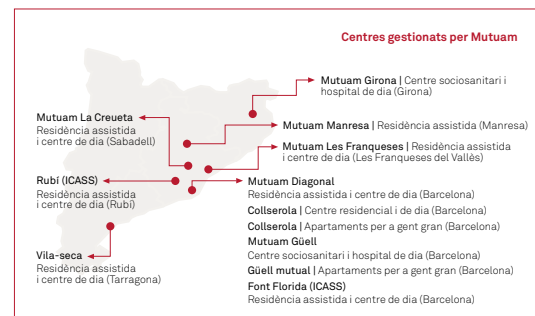 Centres gestionats per Mutuam
Mutuam Girona | Centre sociosanitari i
hospital de dia (Girona)
Mutuam Manresa | Residència assistida (Manresa)
Mutuam Les Franqueses | Residència assistida
i centre de dia (Les Franqueses del Vallès)
Mutuam La Creueta
Residència assistida
i centre de dia (Sabadell)
Rubí (ICASS)
Residència assistida
i centre de dia (Rubí)
Vila-seca
Residència assistida
i centre de dia (Tarragona)
Mutuam Diagonal
Residència assistida i centre de dia (Barcelona)
Collserola | Centre residencial i de dia (Barcelona)
Collserola | Apartaments per a gent gran (Barcelona)
Mutuam Güell
Centre sociosanitari i hospital de dia (Barcelona)
Güell mutual | Apartaments per a gent gran (Barcelona)
Font Florida (ICASS)
Residència assistida i centre de dia (Barcelona)